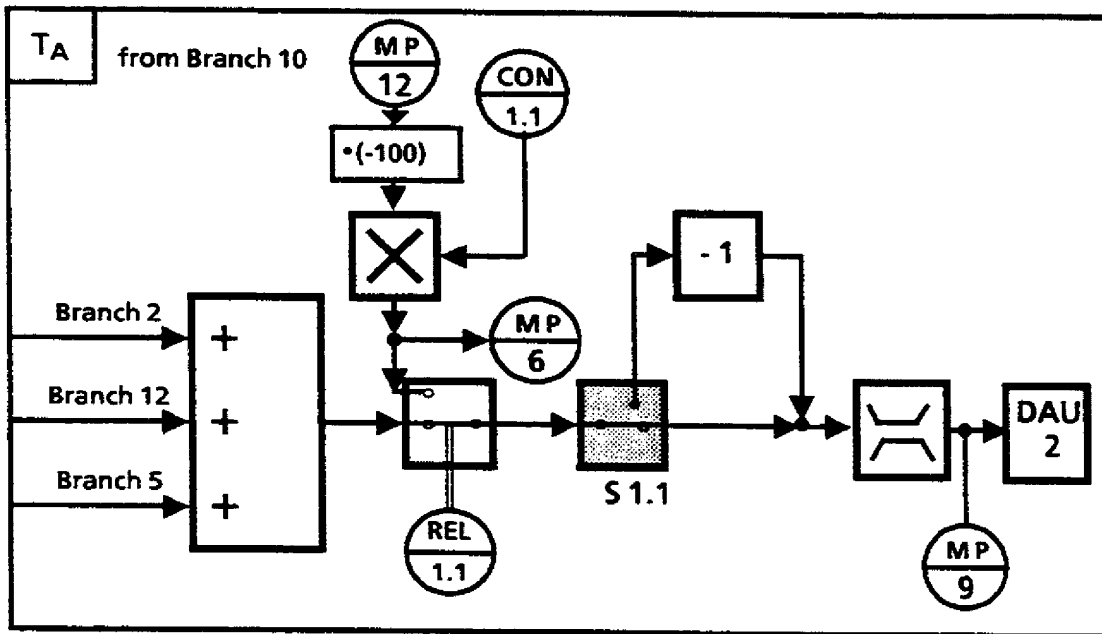 TA
from Branch 10
MP
12
CON
1.1
•(-100)
- 1
Branch 2
+
MP
6
Branch 12
+
DAU
2
Branch 5
+
S 1.1
REL
1.1
MP
9